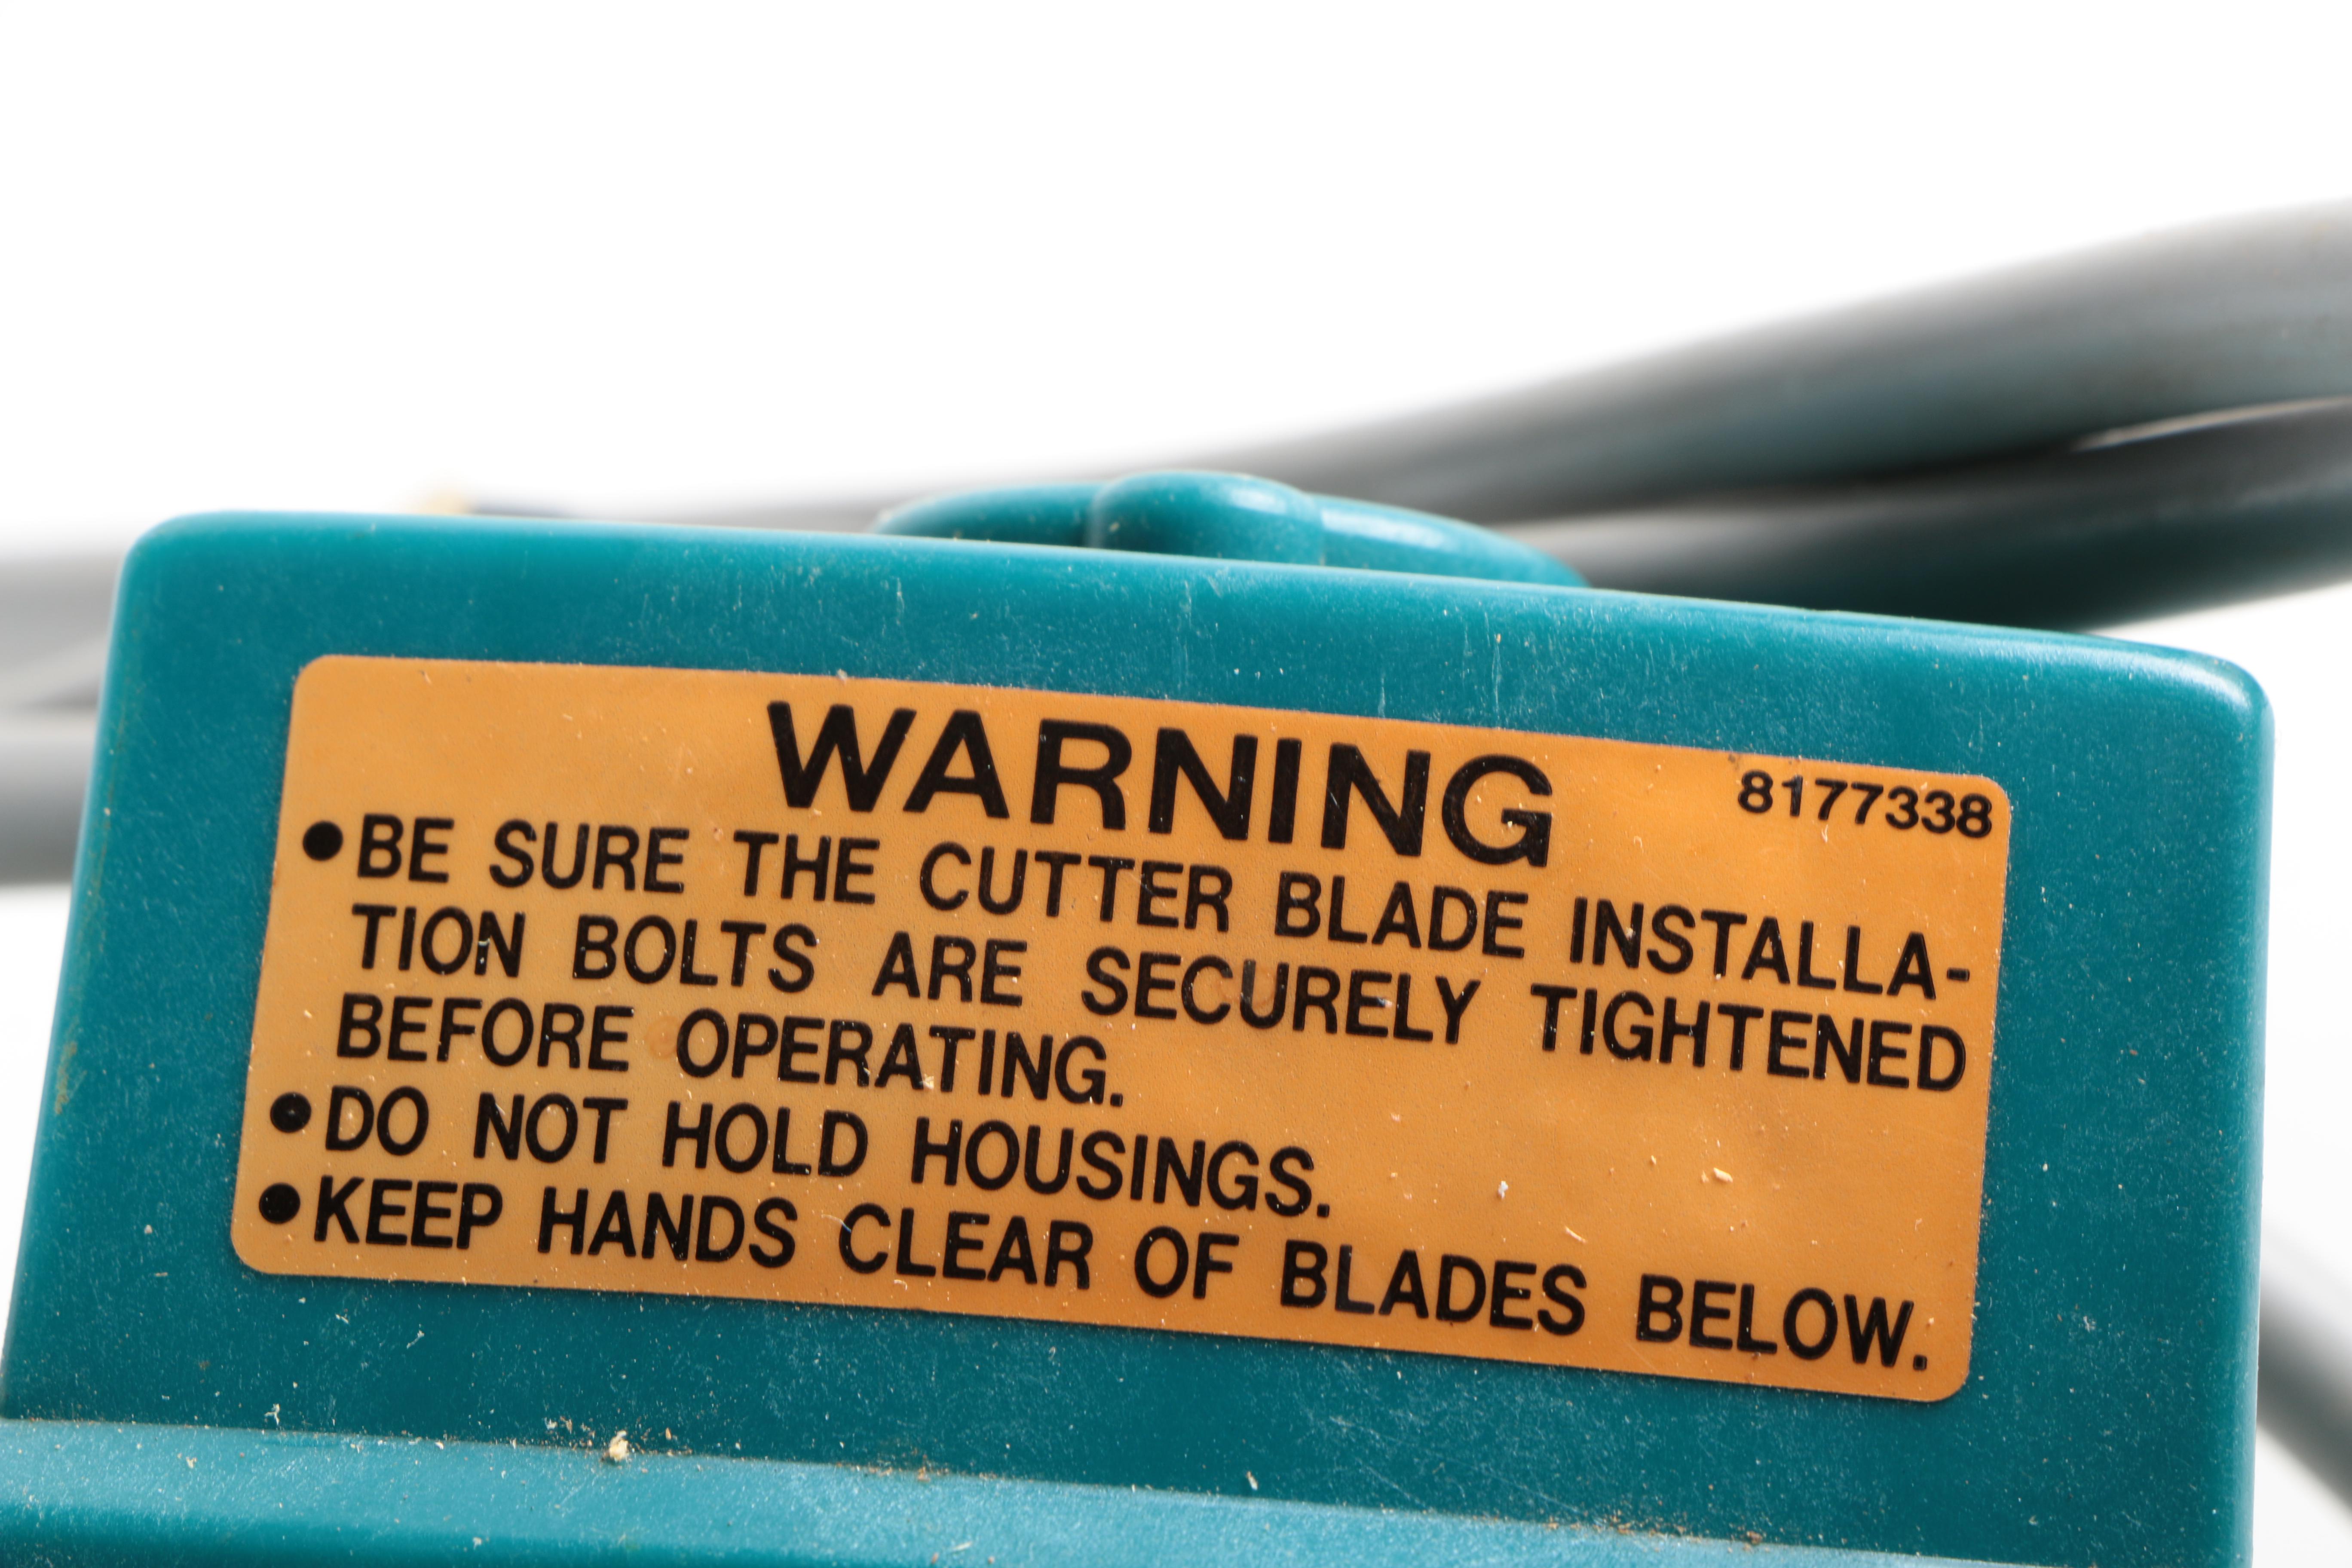 WARNING 8177338
●BE SURE THE CUTTER BLADE INSTALLA-
TION BOLTS ARE SECURELY TIGHTENED
BEFORE OPERATING.
●DO NOT HOLD HOUSINGS.
●KEEP HANDS CLEAR OF BLADES BELOW.